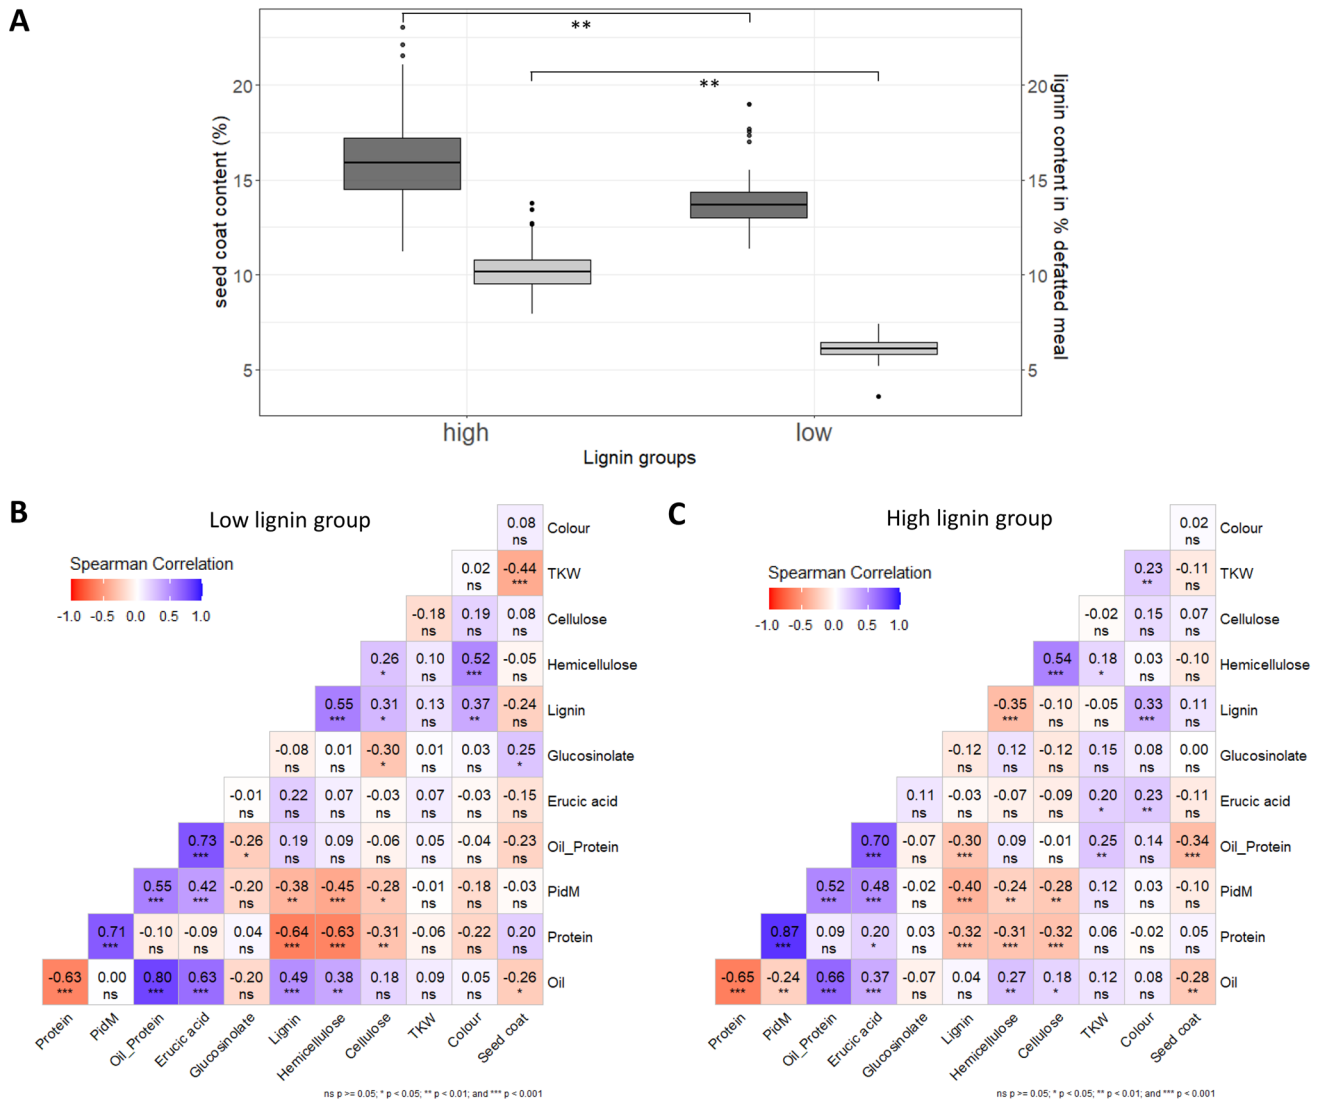 A
**
**
20
15
10
5
20
15
10
5
seed coat content (%)
lignin content in % defatted meal
high
low
Lignin groups
B
Low lignin group
Spearman Correlation
-1.0 -0.5 0.0 0.5 1.0
0.08 Colour
ns
0.02 -0.44 TKW
ns ***
-0.18 0.19 0.08 Cellulose
ns ns ns
0.26 0.10 0.52 -0.05 Hemicellulose
* ns *** ns
0.55 0.31 0.13 0.37 -0.24 Lignin
*** * ns ** ns
-0.08 0.01 -0.30 0.01 0.03 0.25 Glucosinolate
ns ns * ns ns *
-0.01 0.22 0.07 -0.03 0.07 -0.03 -0.15 Erucic acid
ns ns ns ns ns ns ns
0.73 -0.26 0.19 0.09 -0.06 0.05 -0.04 -0.23 Oil_Protein
*** * ns ns ns ns ns ns
0.55 0.42 -0.20 -0.38 -0.45 -0.28 -0.01 -0.18 -0.03 PidM
*** *** ns ** *** * ns ns ns
0.71 -0.10 -0.09 0.04 -0.64 -0.63 -0.31 -0.06 -0.22 0.20 Protein
*** ns ns ns *** *** ** ns ns ns
-0.63 0.00 0.80 0.63 -0.20 0.49 0.38 0.18 0.09 0.05 -0.26 Oil
*** ns *** *** ns *** ** ns ns ns *
Protein PidM Oil_Protein Erucic acid Glucosinolate Lignin Hemicellulose Cellulose TKW Colour Seed coat
ns p >= 0.05; * p < 0.05; ** p < 0.01; and *** p < 0.001
C
High lignin group
Spearman Correlation
-1.0 -0.5 0.0 0.5 1.0
0.02 Colour
ns
0.23 -0.11 TKW
** ns
-0.02 0.15 0.07 Cellulose
ns ns ns
0.54 0.18 0.03 -0.10 Hemicellulose
*** * ns ns
-0.35 -0.10 -0.05 0.33 0.11 Lignin
*** ns ns *** ns
-0.12 0.12 -0.12 0.15 0.08 0.00 Glucosinolate
ns ns ns ns ns ns
0.11 -0.03 -0.07 -0.09 0.20 0.23 -0.11 Erucic acid
ns ns ns ns * ** ns
0.70 -0.07 -0.30 0.09 -0.01 0.25 0.14 -0.34 Oil_Protein
*** ns *** ns ns ** ns ***
0.52 0.48 -0.02 -0.40 -0.24 -0.28 0.12 0.03 -0.10 PidM
*** *** ns *** ** ** ns ns ns
0.87 0.09 0.20 0.03 -0.32 -0.31 -0.32 0.06 -0.02 0.05 Protein
*** ns * ns *** *** *** ns ns ns
-0.65 -0.24 0.66 0.37 -0.07 0.04 0.27 0.18 0.12 0.08 -0.28 Oil
*** ** *** *** ns ns ** * ns ns **
Protein PidM Oil_Protein Erucic acid Glucosinolate Lignin Hemicellulose Cellulose TKW Colour Seed coat
ns p >= 0.05; * p < 0.05; ** p < 0.01; and *** p < 0.001